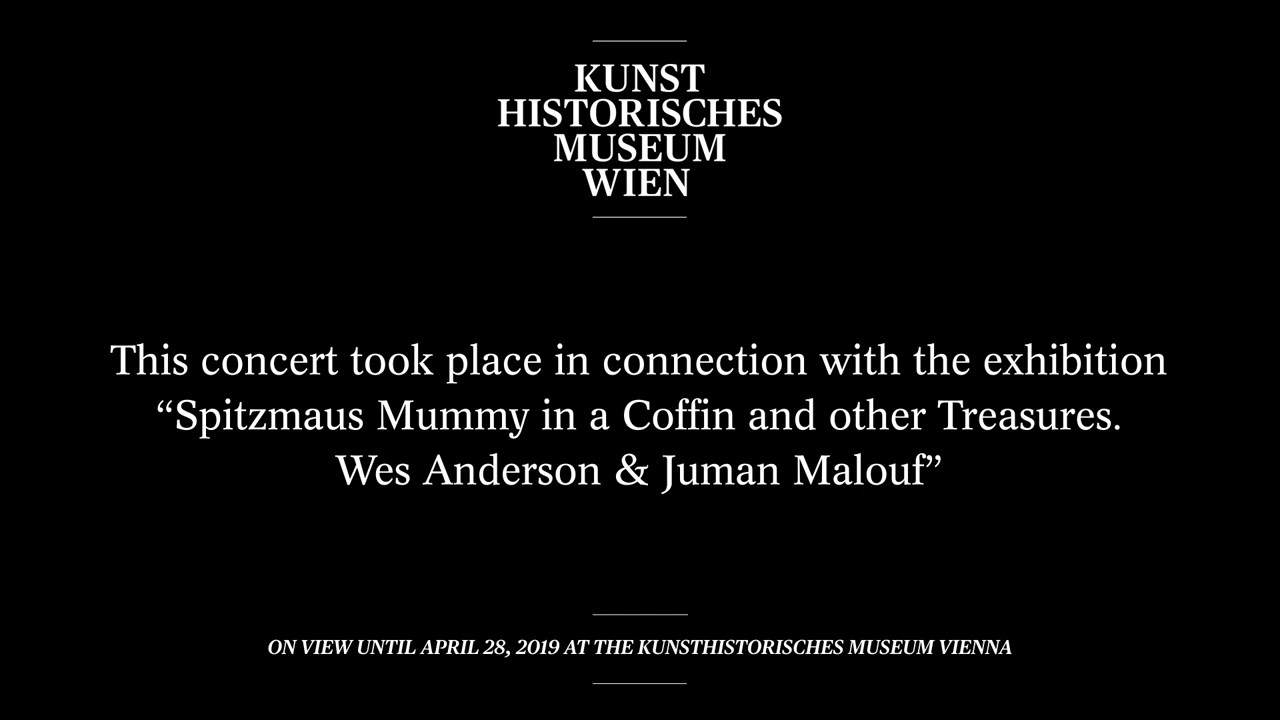 KUNST
HISTORISCHES
MUSEUM
WIEN
This concert took place in connection with the exhibition
“Spitzmaus Mummy in a Coffin and other Treasures.
Wes Anderson & Juman Malouf”
ON VIEW UNTIL APRIL 28, 2019 AT THE KUNSTHISTORISCHES MUSEUM VIENNA